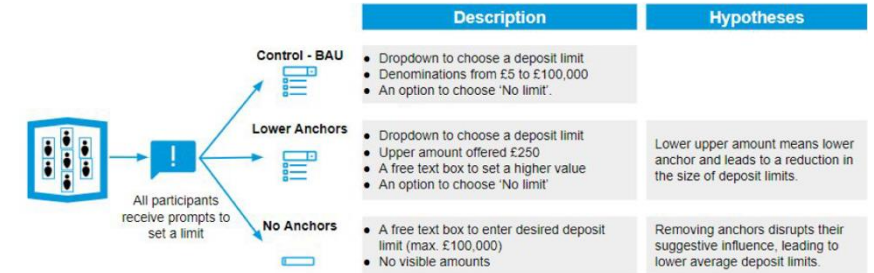 Description
Hypotheses
Control - BAU
● Dropdown to choose a deposit limit
● Denominations from £5 to £100,000
● An option to choose 'No limit'.
Lower Anchors
● Dropdown to choose a deposit limit
● Upper amount offered £250
● A free text box to set a higher value
● An option to choose 'No limit'
Lower upper amount means lower
anchor and leads to a reduction in
the size of deposit limits.
!
All participants
receive prompts to
set a limit
No Anchors
● A free text box to enter desired deposit
limit (max. £100,000)
● No visible amounts
Removing anchors disrupts their
suggestive influence, leading to
lower average deposit limits.